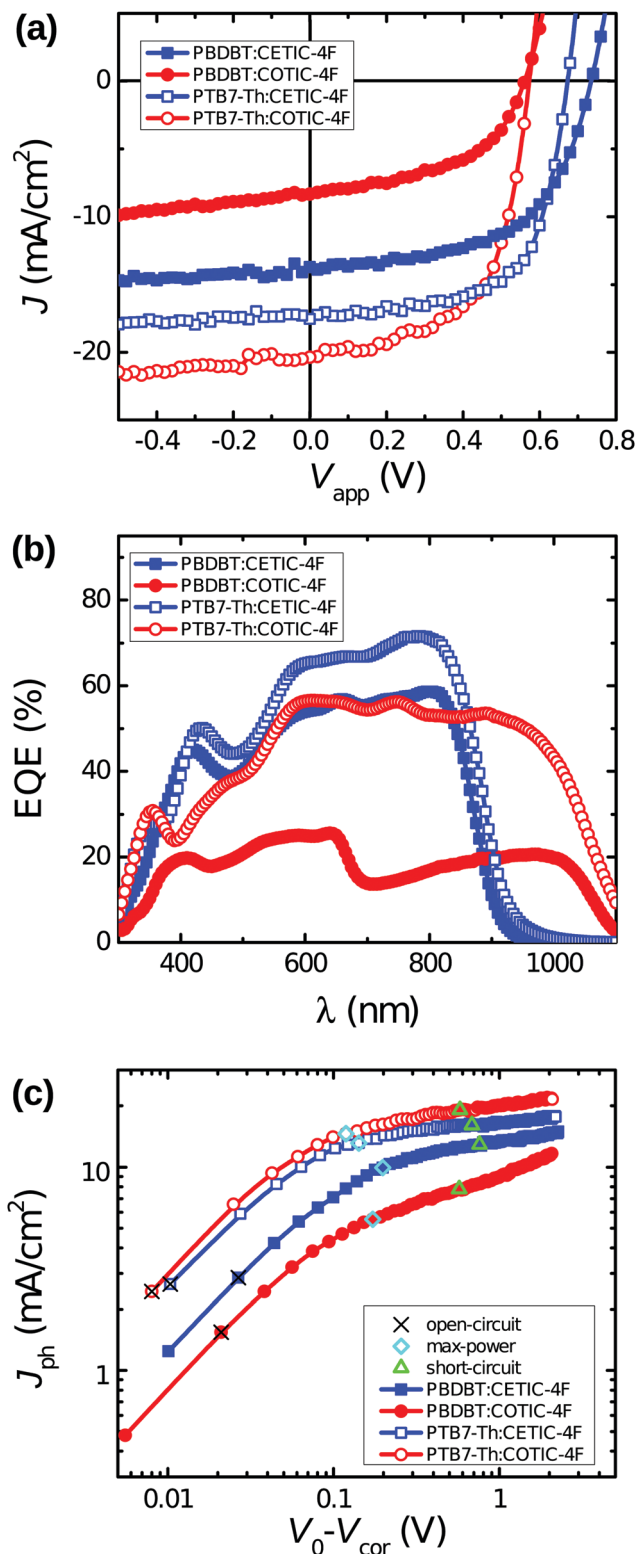 (a)
PBDBT:CETIC-4F
PBDBT:COTIC-4F
PTB7-Th:CETIC-4F
PTB7-Th:COTIC-4F
0
-10
-20
J (mA/cm²)
-0.4 -0.2 0.0 0.2 0.4 0.6 0.8
V_app (V)
(b)
PBDBT:CETIC-4F
PBDBT:COTIC-4F
PTB7-Th:CETIC-4F
PTB7-Th:COTIC-4F
80
60
40
20
0
EQE (%)
400 600 800 1000
λ (nm)
(c)
10
1
J_ph (mA/cm²)
open-circuit
max-power
short-circuit
PBDBT:CETIC-4F
PBDBT:COTIC-4F
PTB7-Th:CETIC-4F
PTB7-Th:COTIC-4F
0.01 0.1 1
V_0-V_cor (V)